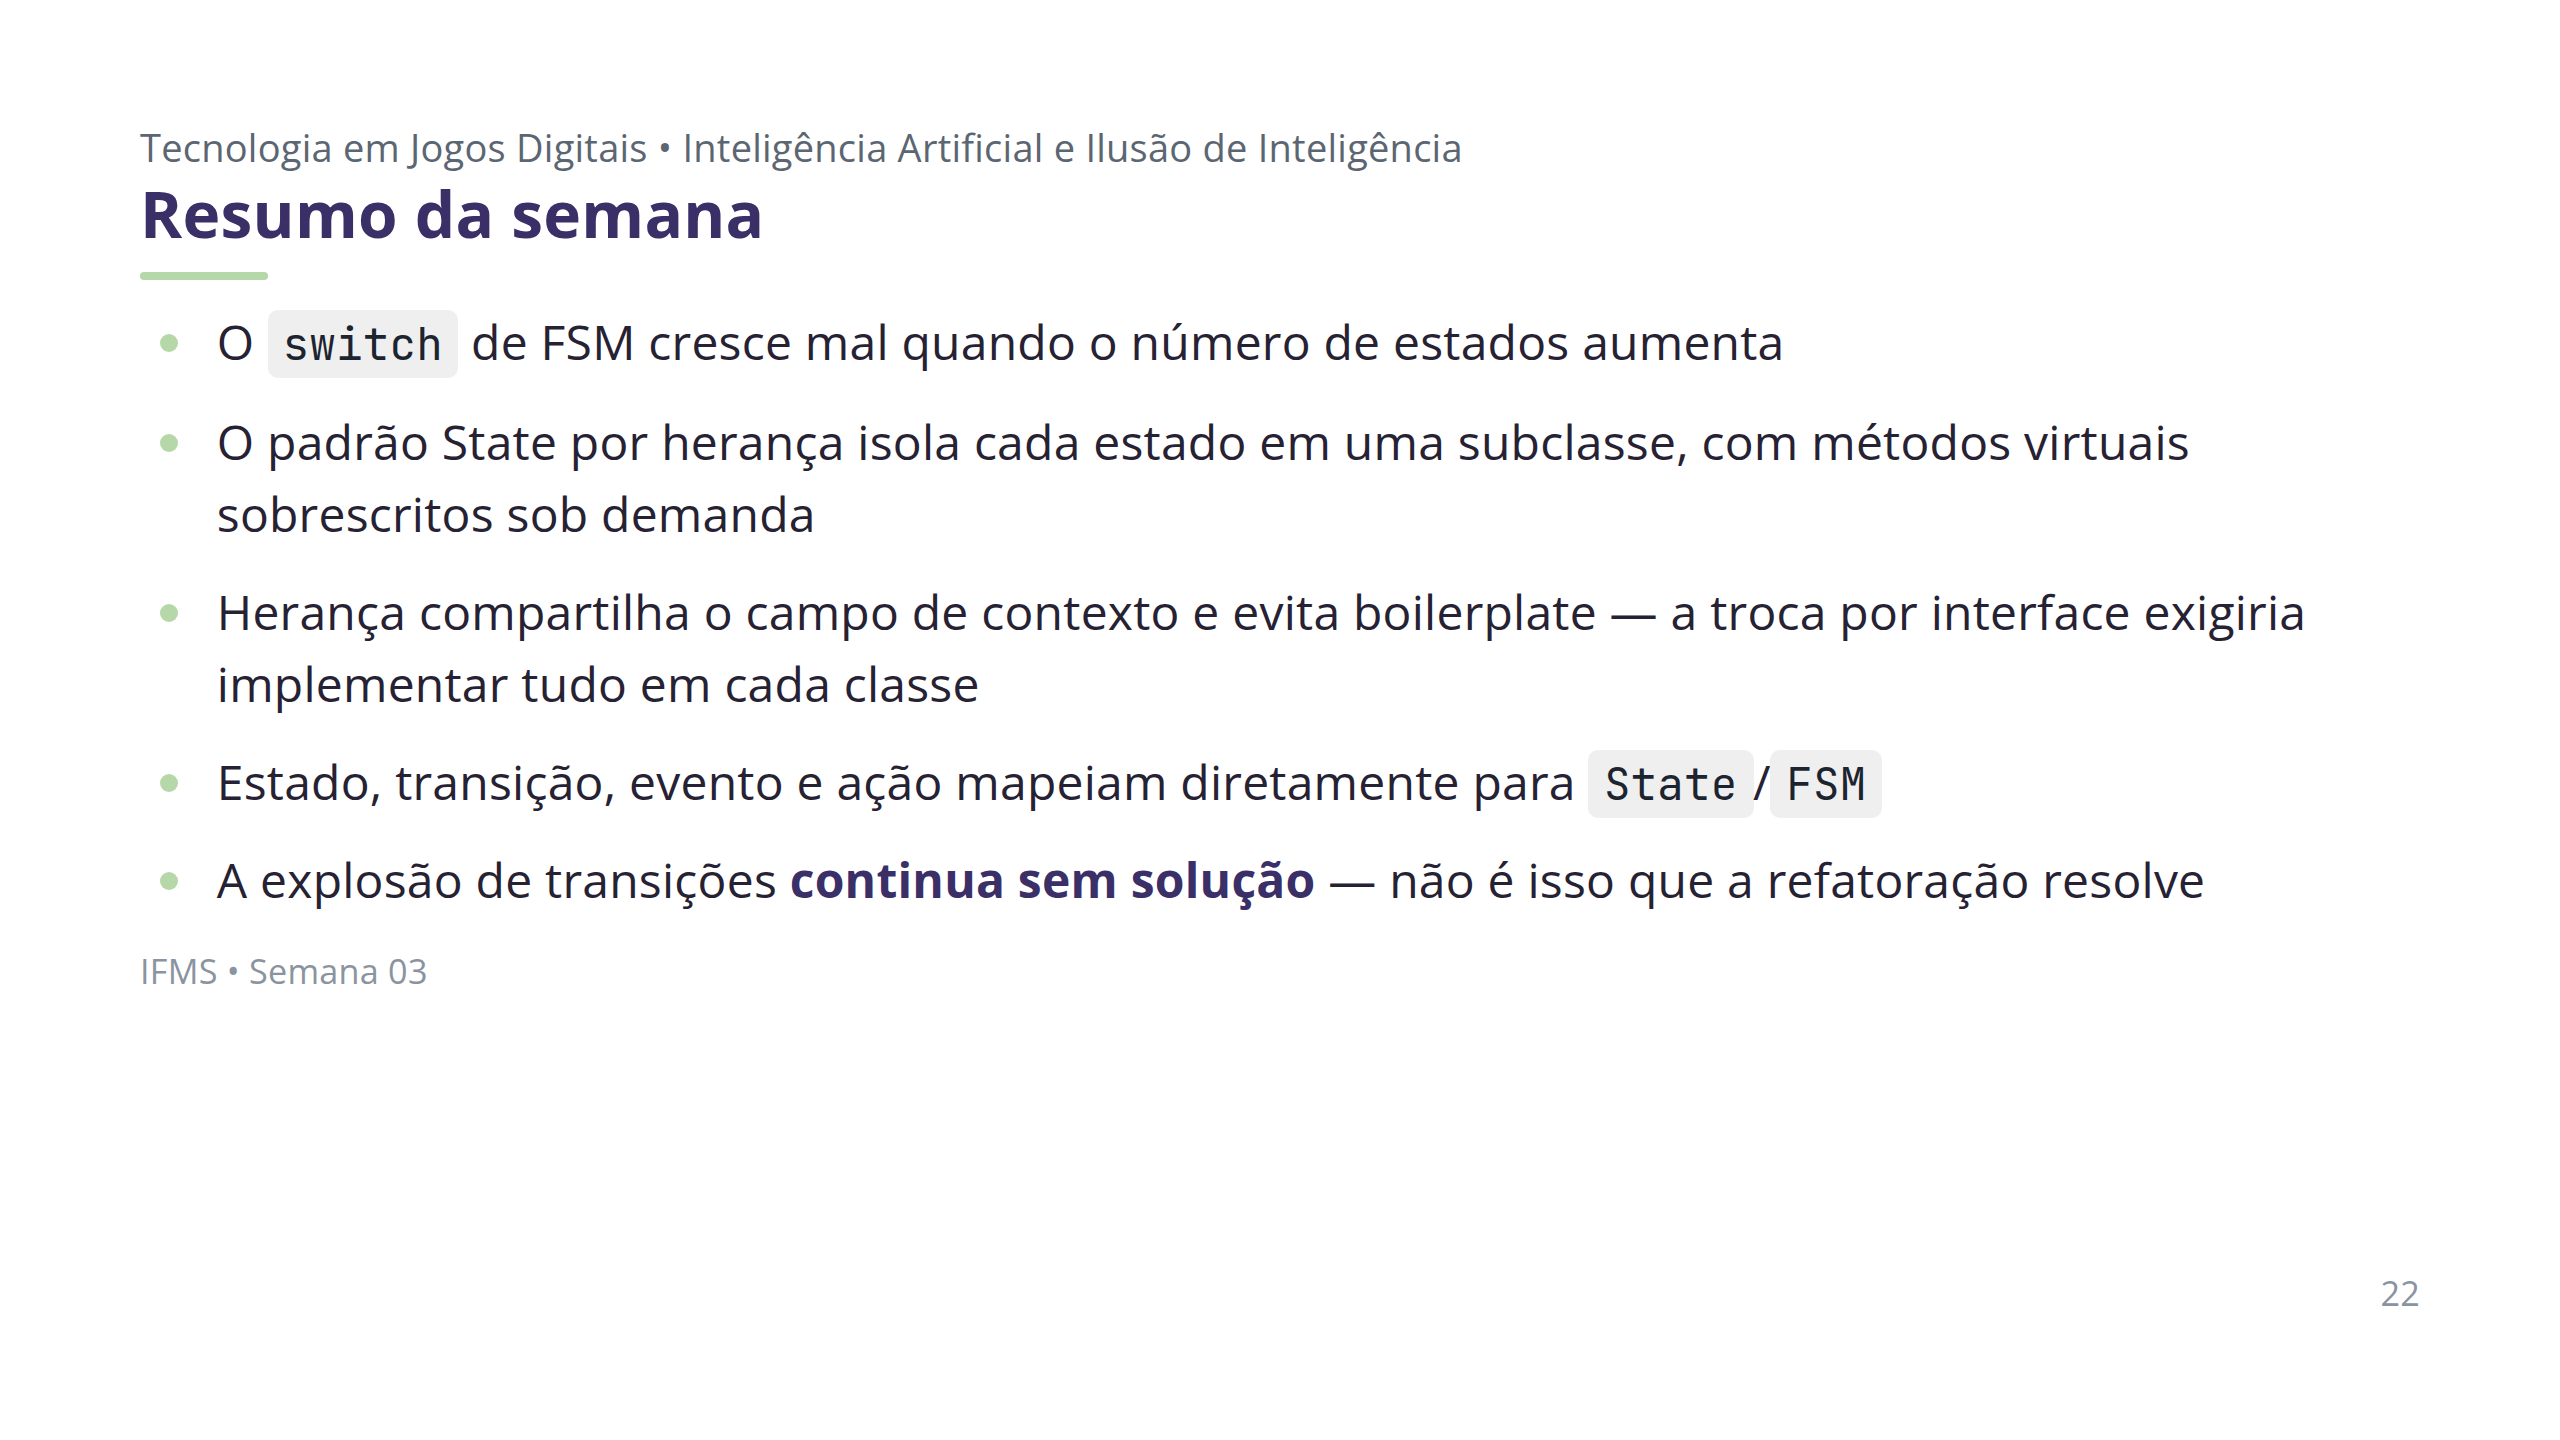 Tecnologia em Jogos Digitais • Inteligência Artificial e Ilusão de Inteligência
Resumo da semana
• O switch de FSM cresce mal quando o número de estados aumenta
• O padrão State por herança isola cada estado em uma subclasse, com métodos virtuais
sobrescritos sob demanda
• Herança compartilha o campo de contexto e evita boilerplate — a troca por interface exigiria
implementar tudo em cada classe
• Estado, transição, evento e ação mapeiam diretamente para State/FSM
• A explosão de transições continua sem solução — não é isso que a refatoração resolve
IFMS • Semana 03
22